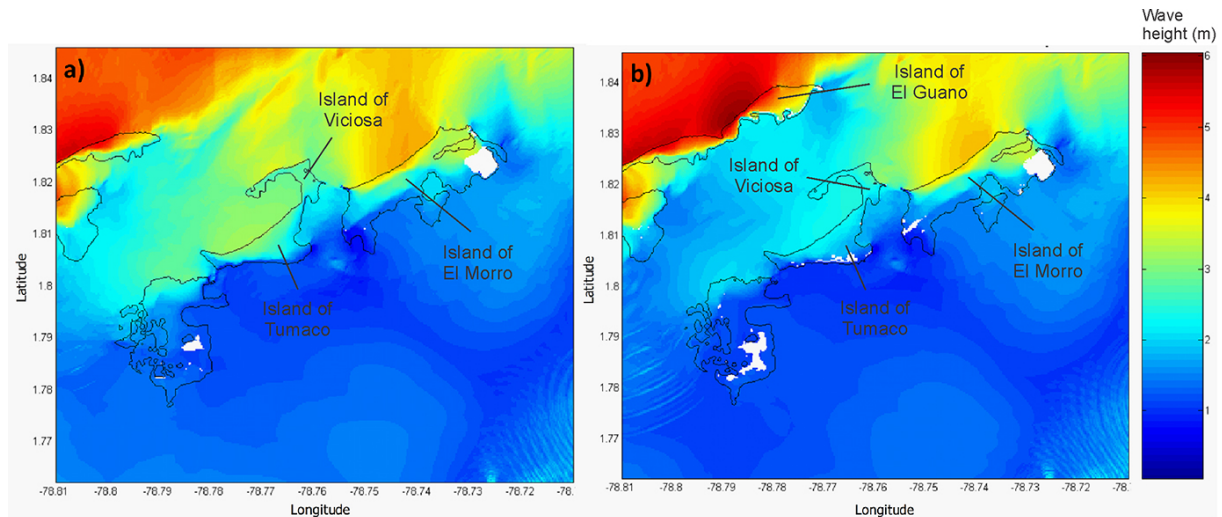 Wave
height (m)
a)
b)
Island of
Viciosa
Island of
El Morro
Island of
Tumaco
Island of
El Guano
Island of
Viciosa
Island of
El Morro
Island of
Tumaco
Latitude
1.84
1.83
1.82
1.81
1.8
1.79
1.78
1.77
-78.81 -78.8 -78.79 -78.78 -78.77 -78.76 -78.75 -78.74 -78.73 -78.72 -78.
Longitude
Latitude
1.84
1.83
1.82
1.81
1.8
1.79
1.78
1.77
-78.81 -78.8 -78.79 -78.78 -78.77 -78.76 -78.75 -78.74 -78.73 -78.72 -78.
Longitude
6
5
4
3
2
1